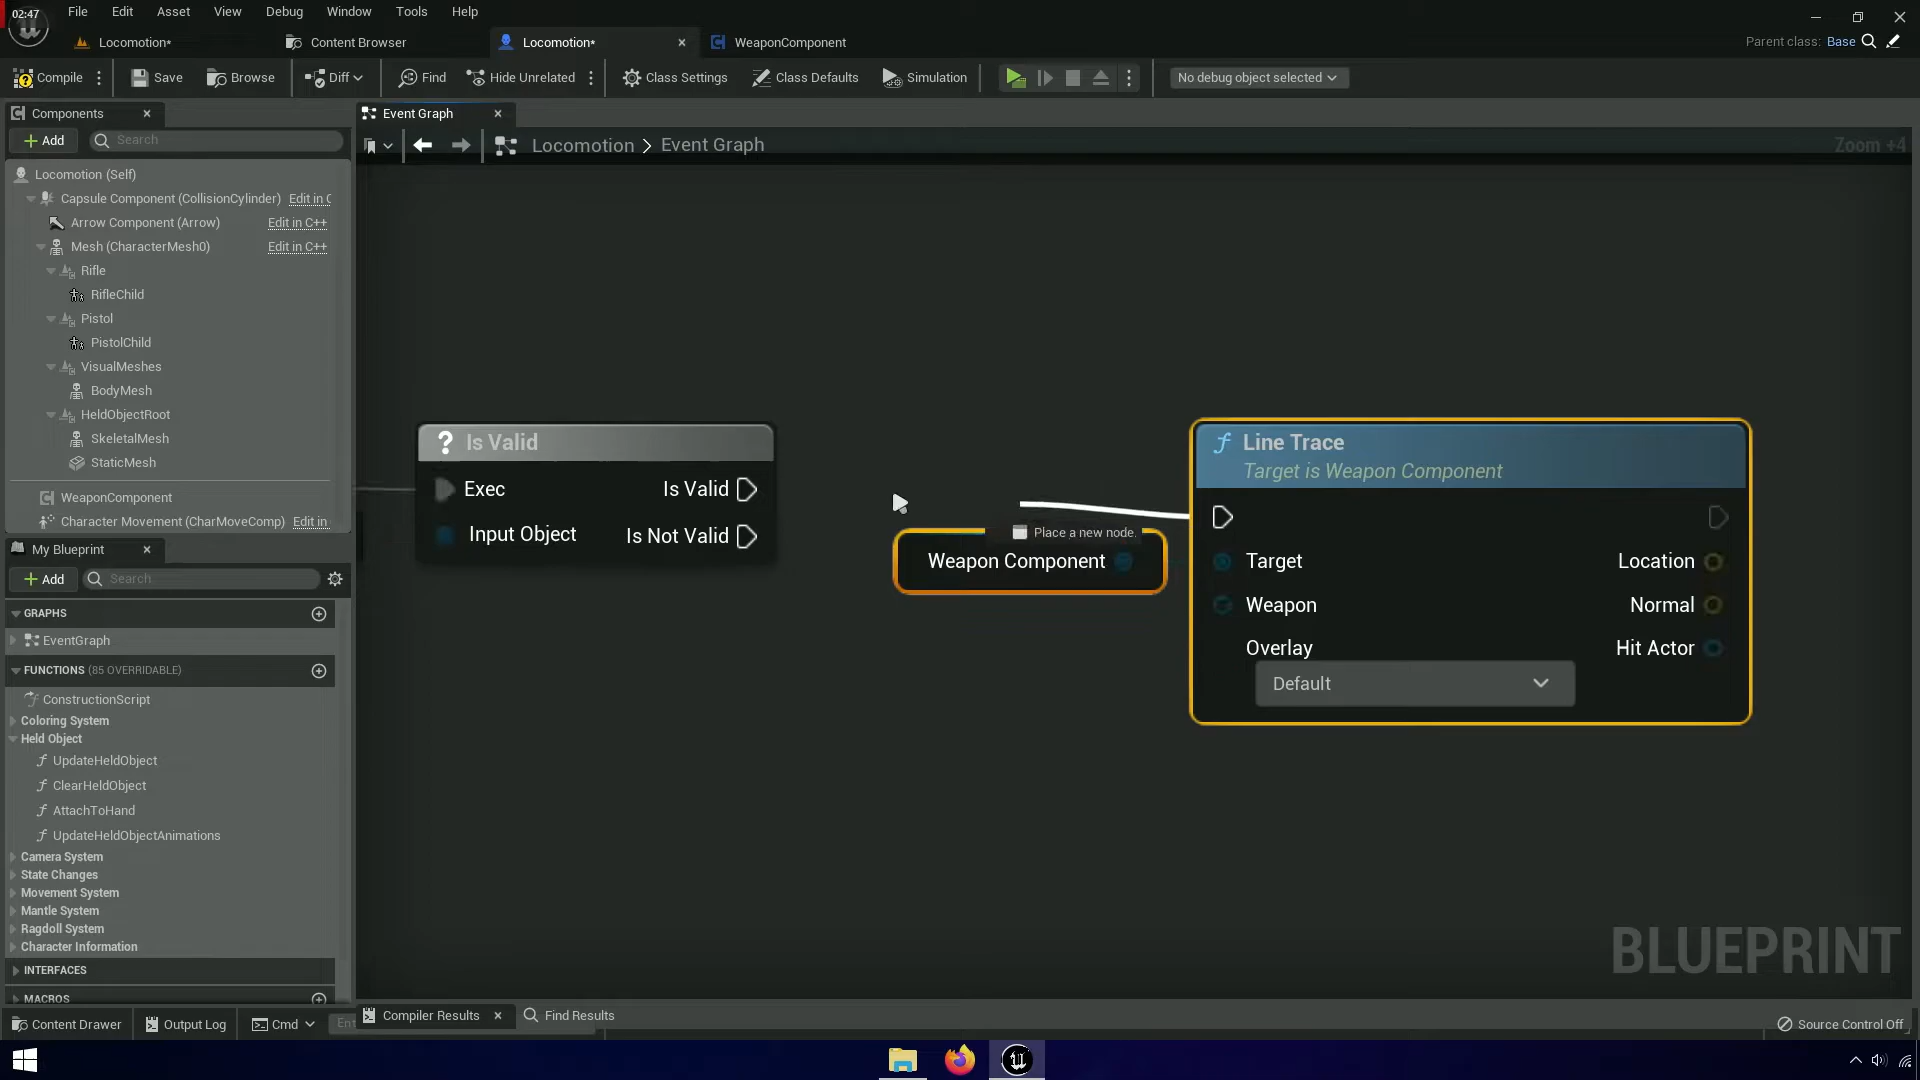 02:47
File Edit Asset View Debug Window Tools Help
Locomotion* Content Browser Locomotion* WeaponComponent
Parent class: Base
Compile Save Browse Diff Find Hide Unrelated Class Settings Class Defaults Simulation No debug object selected
Components
Event Graph
Add Search
Locomotion > Event Graph
Zoom +4
Locomotion (Self)
Capsule Component (CollisionCylinder) Edit in C
Arrow Component (Arrow) Edit in C++
Mesh (CharacterMesh0) Edit in C++
Rifle
RifleChild
Pistol
PistolChild
VisualMeshes
BodyMesh
HeldObjectRoot
SkeletalMesh
StaticMesh
WeaponComponent
Character Movement (CharMoveComp) Edit in
My Blueprint
Add Search
GRAPHS
EventGraph
FUNCTIONS (85 OVERRIDABLE)
ConstructionScript
Coloring System
Held Object
UpdateHeldObject
ClearHeldObject
AttachToHand
UpdateHeldObjectAnimations
Camera System
State Changes
Movement System
Mantle System
Ragdoll System
Character Information
INTERFACES
MACROS
? Is Valid
Exec Is Valid
Input Object Is Not Valid
Place a new node.
Weapon Component
f Line Trace
Target is Weapon Component
Target Location
Weapon Normal
Overlay Hit Actor
Default
BLUEPRINT
Compiler Results Find Results
Content Drawer Output Log Cmd Ent
Source Control Off